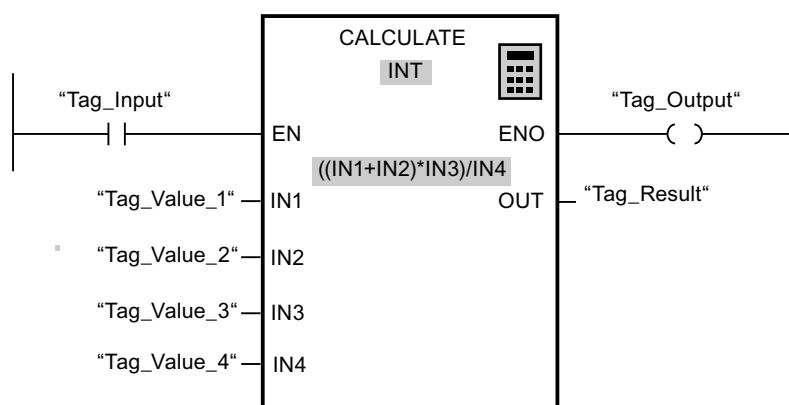 CALCULATE
INT
“Tag_Input“
“Tag_Output“
EN
ENO
((IN1+IN2)*IN3)/IN4
“Tag_Value_1“
IN1
OUT
“Tag_Result“
“Tag_Value_2“
IN2
“Tag_Value_3“
IN3
“Tag_Value_4“
IN4